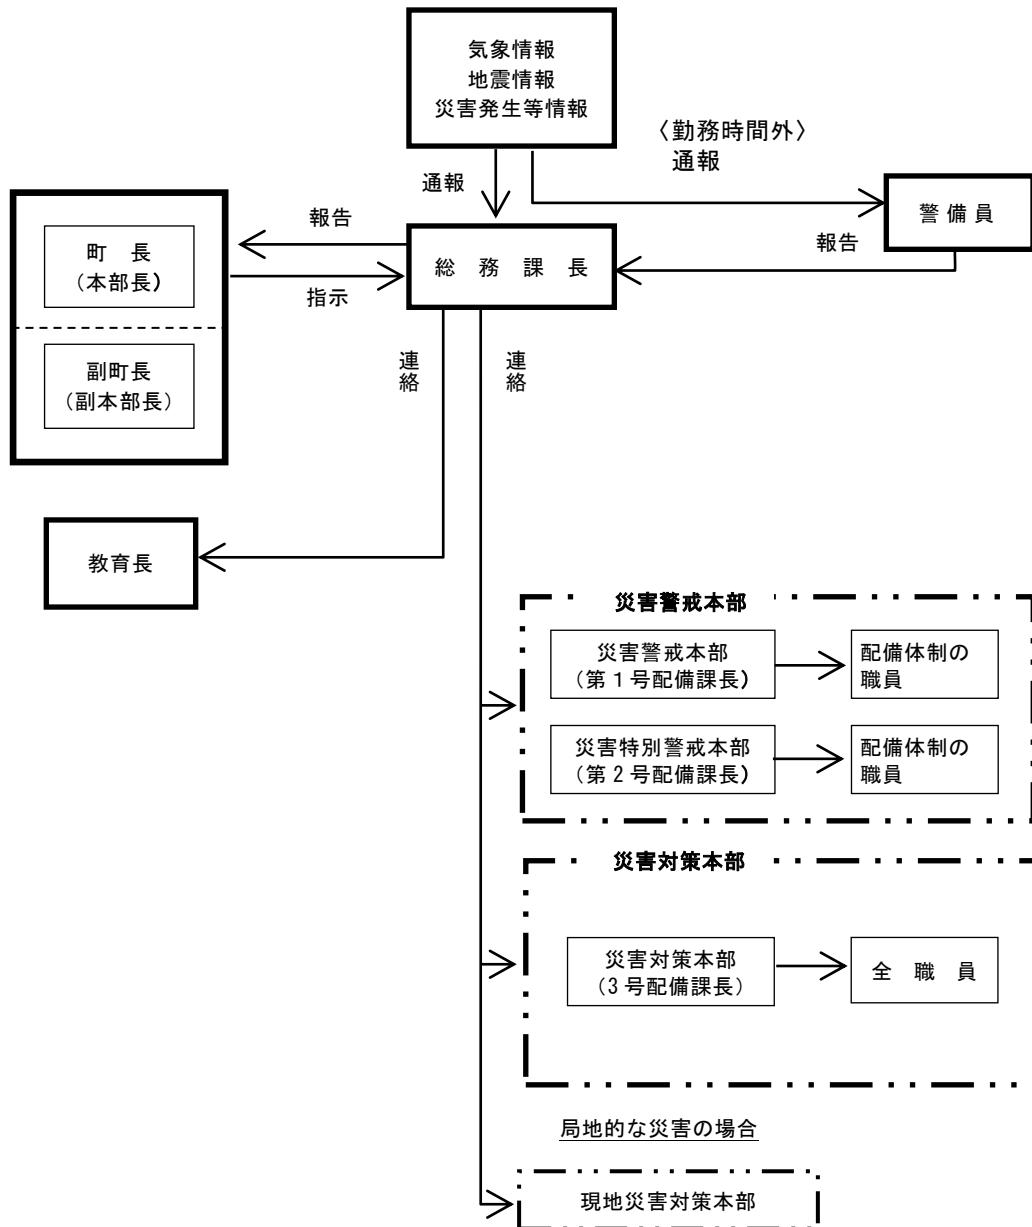 気象情報
地震情報
災害発生等情報
〈勤務時間外〉
通報
通報
警備員
報告
報告
総　務　課　長
指示
町　長
（本部長）
副町長
（副本部長）
連絡
連絡
教育長
災害警戒本部
災害警戒本部
（第１号配備課長）
配備体制の
職員
災害特別警戒本部
（第２号配備課長）
配備体制の
職員
災害対策本部
災害対策本部
（3 号配備課長）
全　職　員
局地的な災害の場合
現地災害対策本部